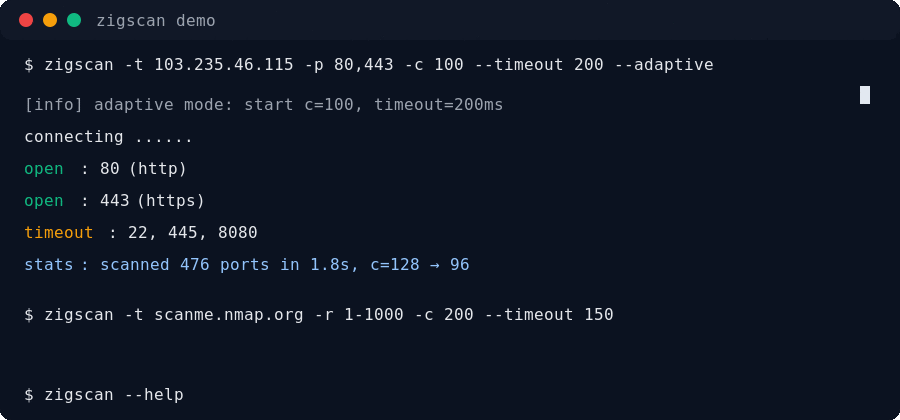 zigscan demo
$ zigscan -t 103.235.46.115 -p 80,443 -c 100 --timeout 200 --adaptive
[info] adaptive mode: start c=100, timeout=200ms
connecting ......
open : 80 (http)
open : 443 (https)
timeout : 22, 445, 8080
stats : scanned 476 ports in 1.8s, c=128 → 96
$ zigscan -t scanme.nmap.org -r 1-1000 -c 200 --timeout 150
$ zigscan --help